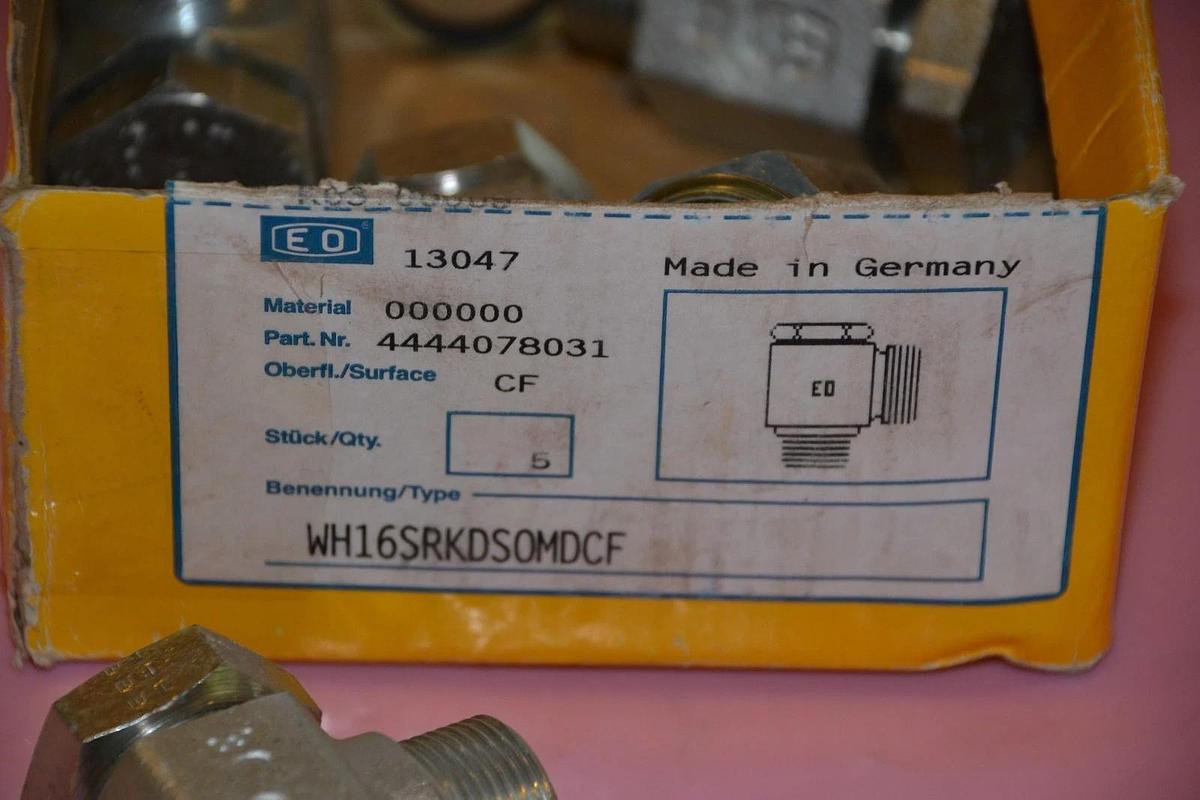 EO 13047
Made in Germany
Material 000000
Part. Nr. 4444078031
Oberfl./Surface CF
EO
Stück/Qty. 5
Benennung/Type
WH16SRKDSOMDCF